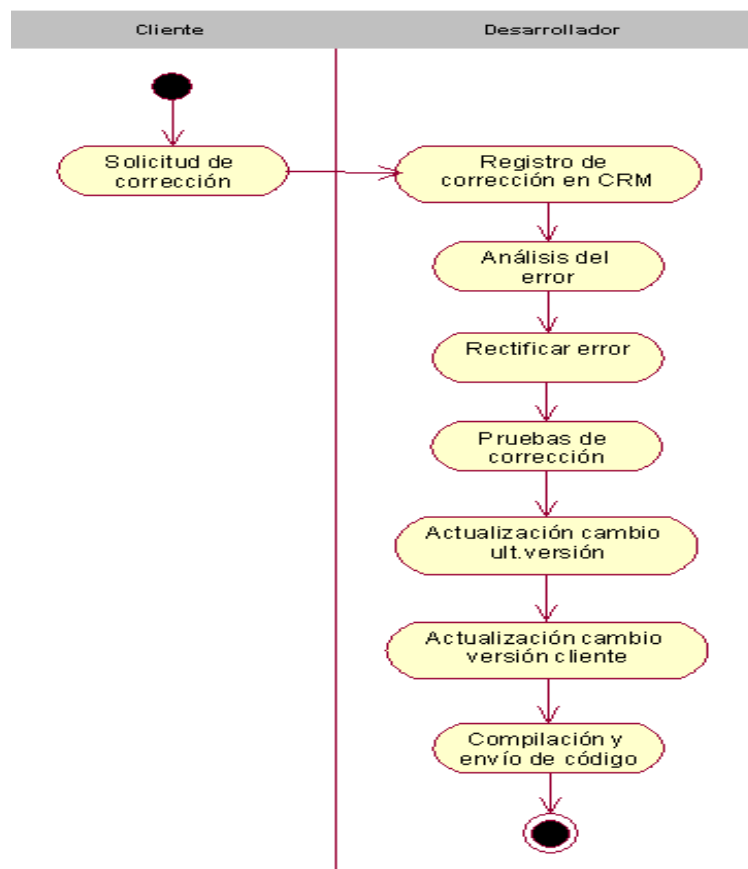 Cliente
Desarrollador
Solicitud de
corrección
Registro de
corrección en CRM
Análisis del
error
Rectificar error
Pruebas de
corrección
Actualización cambio
ult.versión
Actualización cambio
versión cliente
Compilación y
envío de código